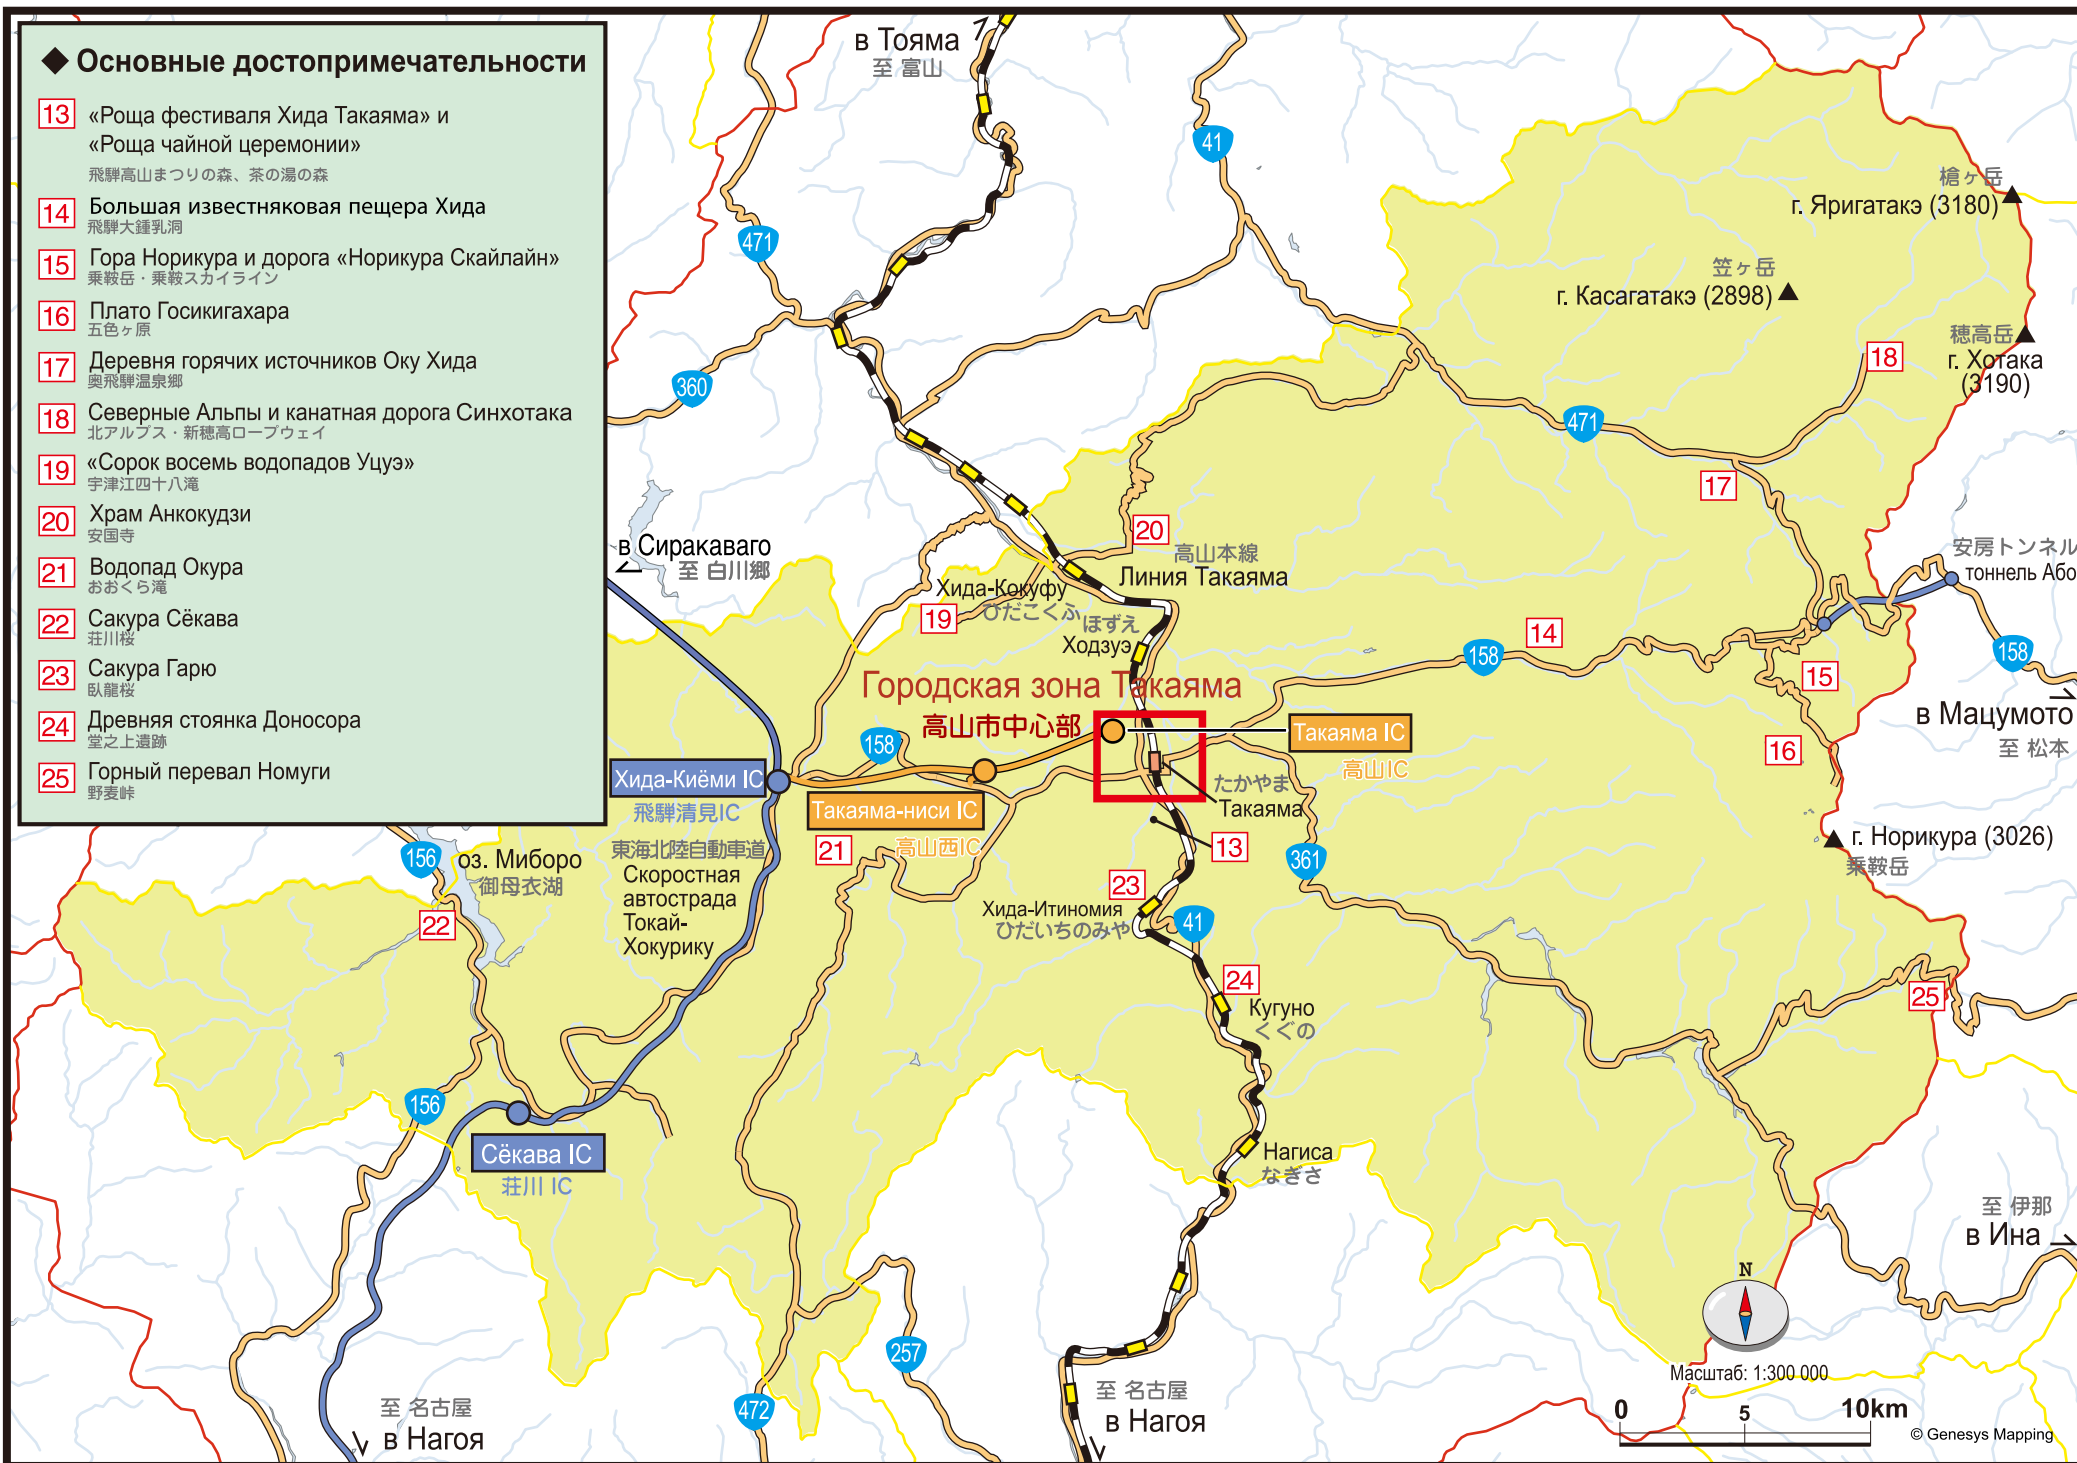 ◆ Основные достопримечательности
13 «Роща фестиваля Хида Такаяма» и
«Роща чайной церемонии»
飛騨高山まつりの森、茶の湯の森
14 Большая известняковая пещера Хида
飛騨大鍾乳洞
15 Гора Норикура и дорога «Норикура Скайлайн»
乗鞍岳・乗鞍スカイライン
16 Плато Госикигахара
五色ヶ原
17 Деревня горячих источников Оку Хида
奥飛騨温泉郷
18 Северные Альпы и канатная дорога Синхотака
北アルプス・新穂高ロープウェイ
19 «Сорок восемь водопадов Уцуэ»
宇津江四十八滝
20 Храм Анкокудзи
安国寺
21 Водопад Окура
おおくら滝
22 Сакура Сёкава
荘川桜
23 Сакура Гарю
臥龍桜
24 Древняя стоянка Доносора
堂之上遺跡
25 Горный перевал Номуги
野麦峠
в Тояма
至 富山
41
471
360
槍ヶ岳
г. Яригатакэ (3180)
笠ヶ岳
г. Касагатакэ (2898)
穂高岳
г. Хотака
(3190)
18
471
17
20
в Сиракаваго
至 白川郷
高山本線
Линия Такаяма
安房トンネル
тоннель Або
Хида-Кокуфу
ひだこくふ
19
ほずえ
Ходзуэ
14
158
158
15
Городская зона Такаяма
高山市中心部
в Мацумото
至 松本
Такаяма IC
高山IC
158
16
Хида-Киёми IC
飛騨清見IC
Такаяма-ниси IC
高山西IC
たかやま
Такаяма
13
21
361
г. Норикура (3026)
乗鞍岳
156
оз. Миборо
御母衣湖
東海北陸自動車道
Скоростная
автострада
Токай-
Хокурику
22
23
Хида-Итиномия
ひだいちのみや
41
24
Кугуно
くぐの
25
156
Сёкава IC
荘川 IC
Нагиса
なぎさ
至 伊那
в Ина
N
Масштаб: 1:300 000
0 5 10km
© Genesys Mapping
257
472
至 名古屋
в Нагоя
至 名古屋
в Нагоя